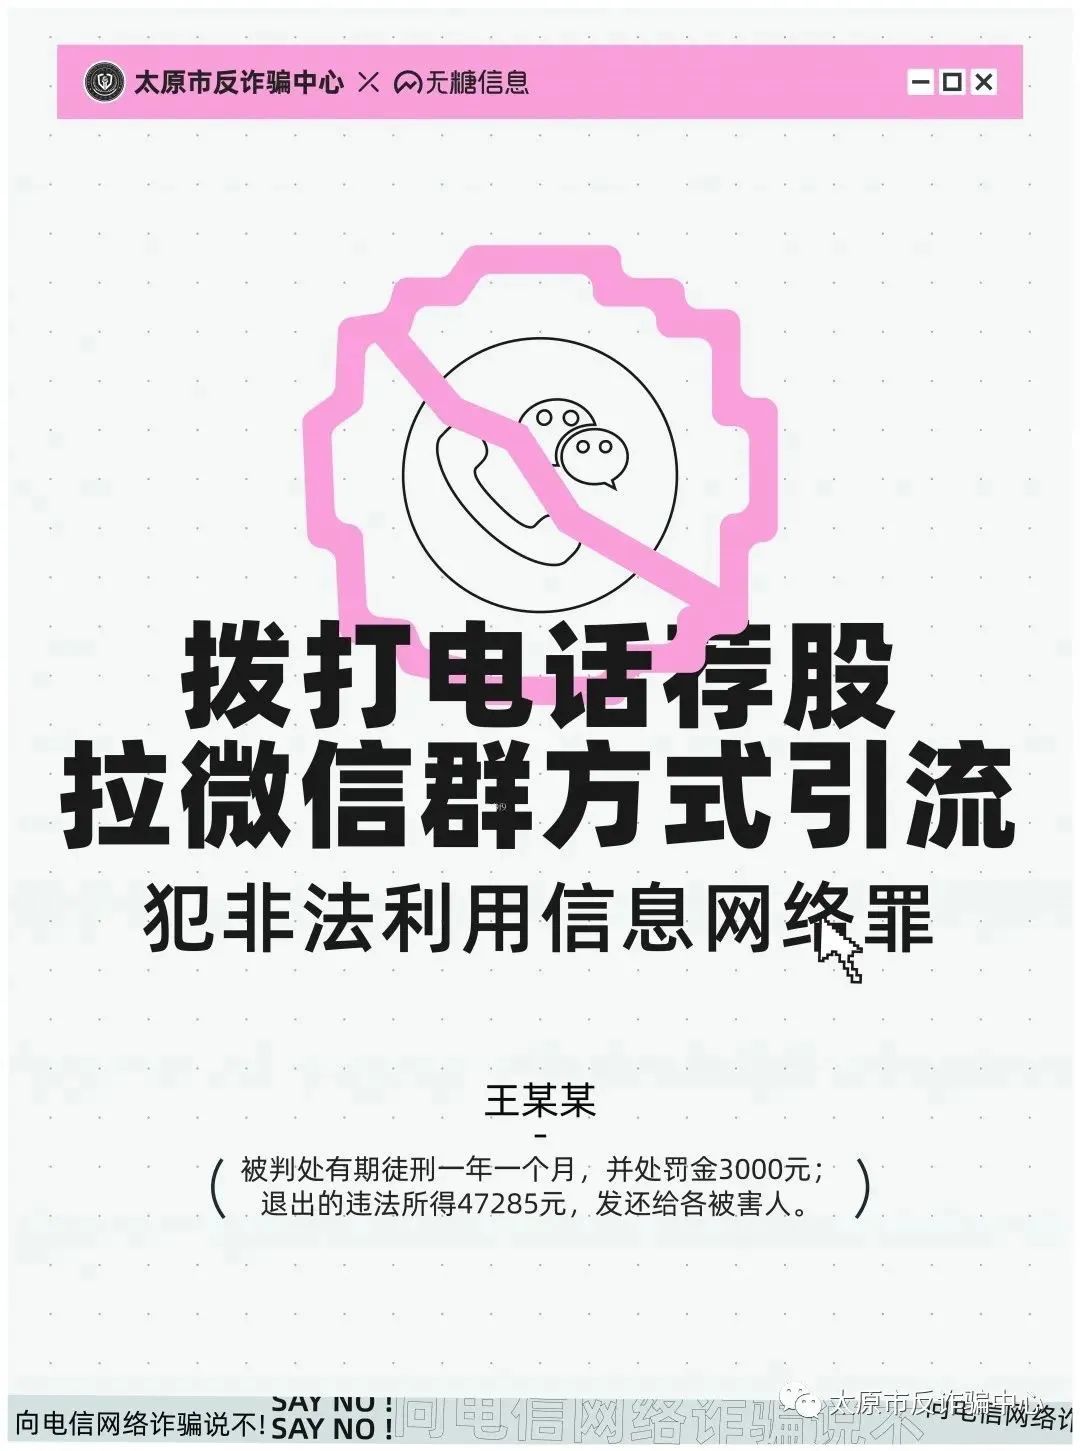 太原市反诈骗中心 × 无糖信息
拨打电话荐股
拉微信群方式引流
犯非法利用信息网络罪
王某某
-
(被判处有期徒刑一年一个月，并处罚金3000元；
退出的违法所得47285元，发还给各被害人。)
向电信网络诈骗说不!
SAY NO !
SAY NO !
向电信网络诈骗说不
向电信网络诈
太原市反诈骗中心